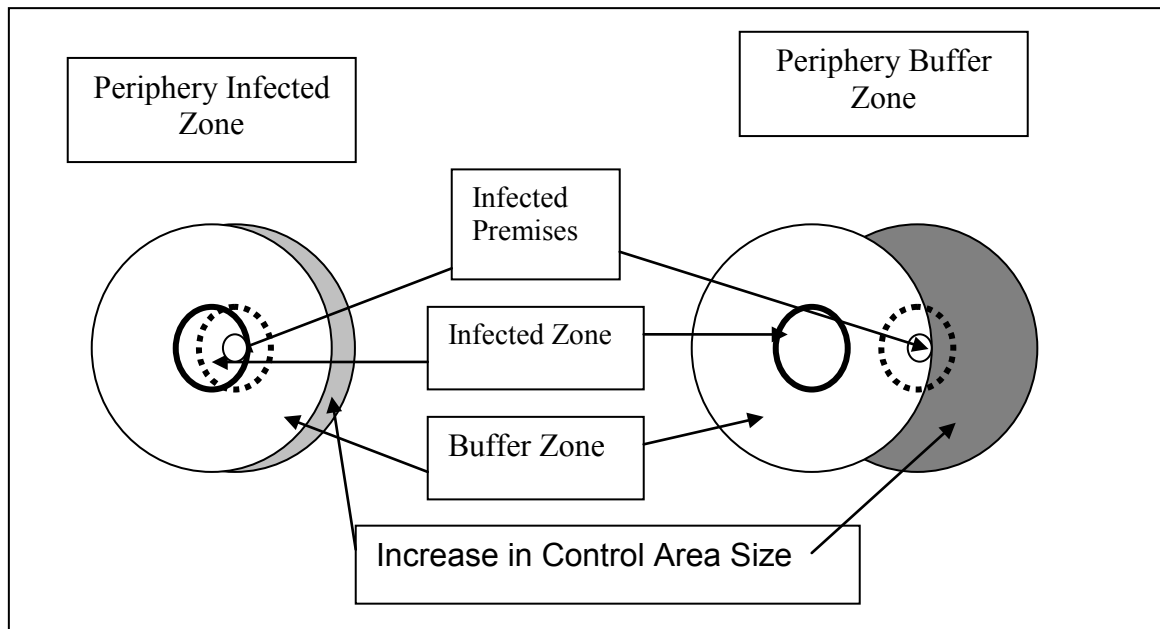 Periphery Infected
Zone
Periphery Buffer
Zone
Infected
Premises
Infected Zone
Buffer Zone
Increase in Control Area Size